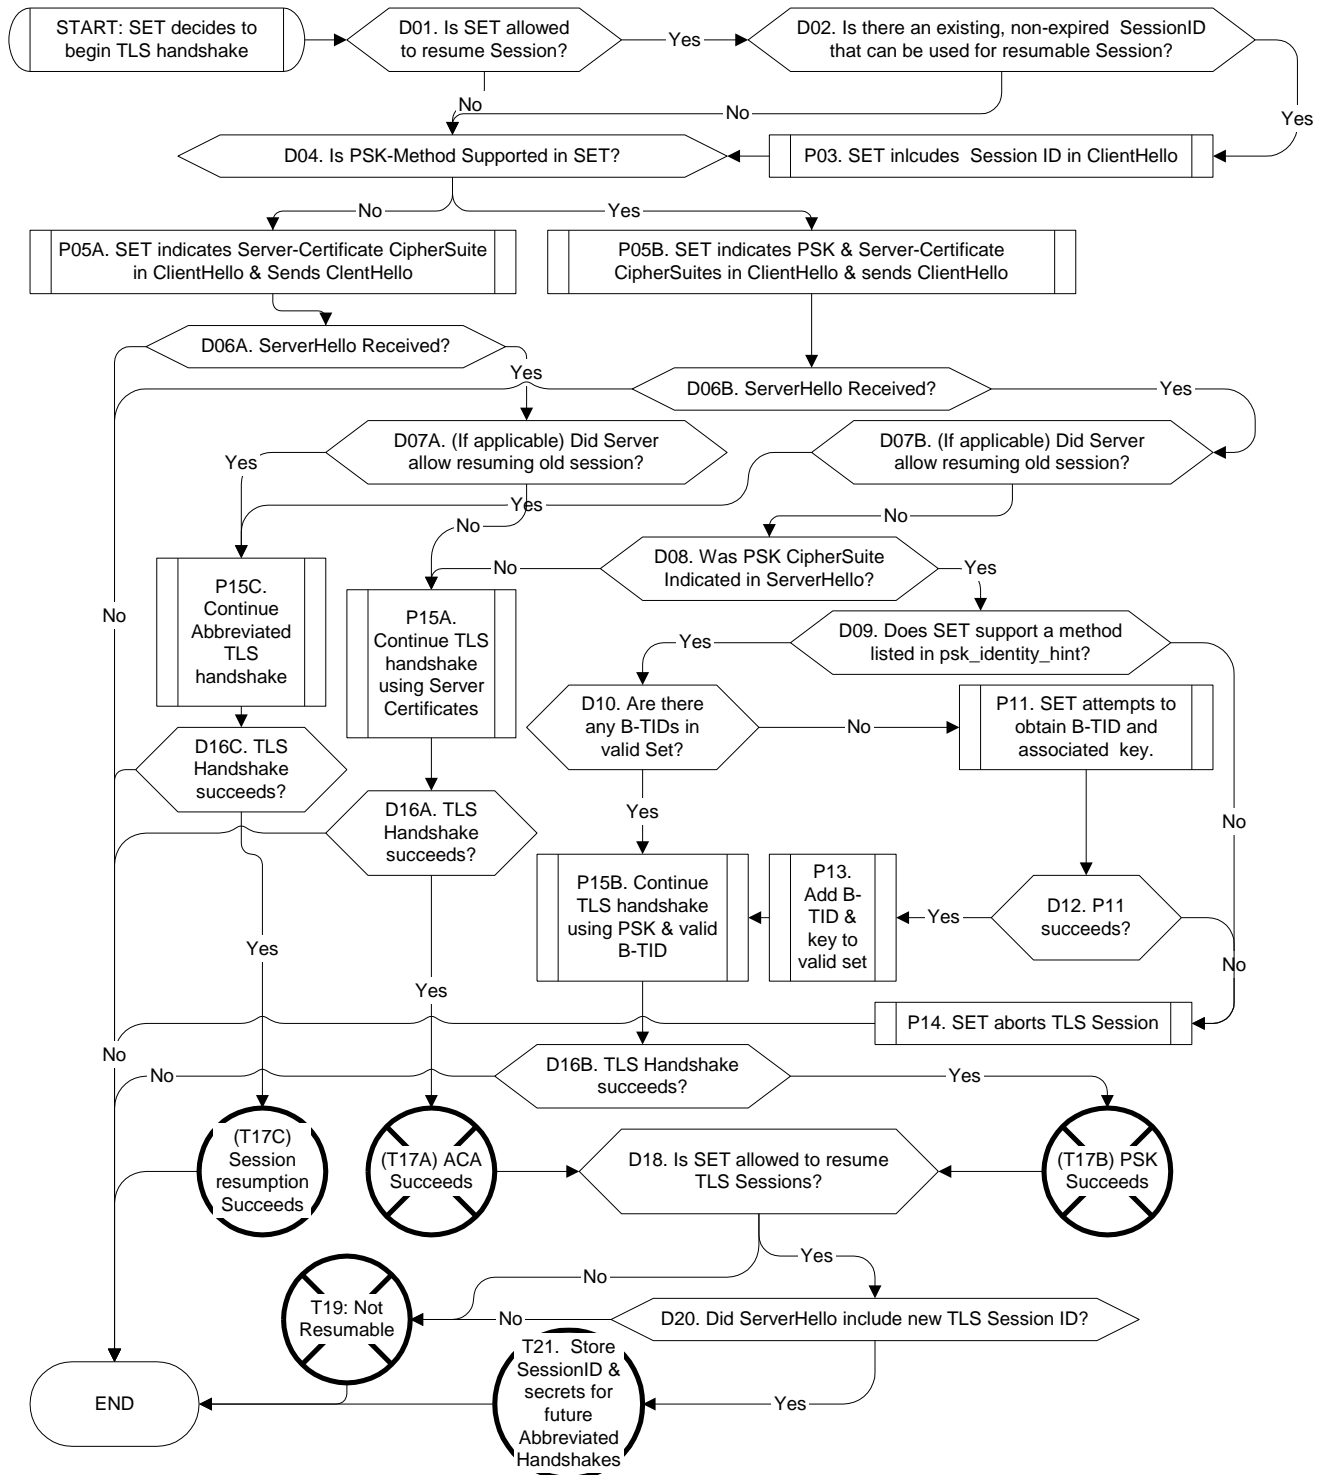 START: SET decides to
begin TLS handshake
D01. Is SET allowed
to resume Session?
Yes
D02. Is there an existing, non-expired SessionID
that can be used for resumable Session?
No
No
Yes
D04. Is PSK-Method Supported in SET?
P03. SET inlcudes Session ID in ClientHello
No
Yes
P05A. SET indicates Server-Certificate CipherSuite
in ClientHello & Sends ClentHello
P05B. SET indicates PSK & Server-Certificate
CipherSuites in ClientHello & sends ClientHello
D06A. ServerHello Received?
Yes
D06B. ServerHello Received?
Yes
D07A. (If applicable) Did Server
allow resuming old session?
D07B. (If applicable) Did Server
allow resuming old session?
Yes
Yes
No
No
D08. Was PSK CipherSuite
Indicated in ServerHello?
No
Yes
P15C.
Continue
Abbreviated
TLS
handshake
P15A.
Continue TLS
handshake
using Server
Certificates
No
D09. Does SET support a method
listed in psk_identity_hint?
Yes
D10. Are there
any B-TIDs in
valid Set?
No
P11. SET attempts to
obtain B-TID and
associated key.
D16C. TLS
Handshake
succeeds?
D16A. TLS
Handshake
succeeds?
Yes
No
P15B. Continue
TLS handshake
using PSK & valid
B-TID
P13.
Add B-
TID &
key to
valid set
Yes
D12. P11
succeeds?
Yes
No
Yes
P14. SET aborts TLS Session
No
D16B. TLS Handshake
succeeds?
No
Yes
(T17C)
Session
resumption
Succeeds
(T17A) ACA
Succeeds
D18. Is SET allowed to resume
TLS Sessions?
(T17B) PSK
Succeeds
Yes
No
T19: Not
Resumable
No
D20. Did ServerHello include new TLS Session ID?
T21. Store
SessionID &
secrets for
future
Abbreviated
Handshakes
Yes
END